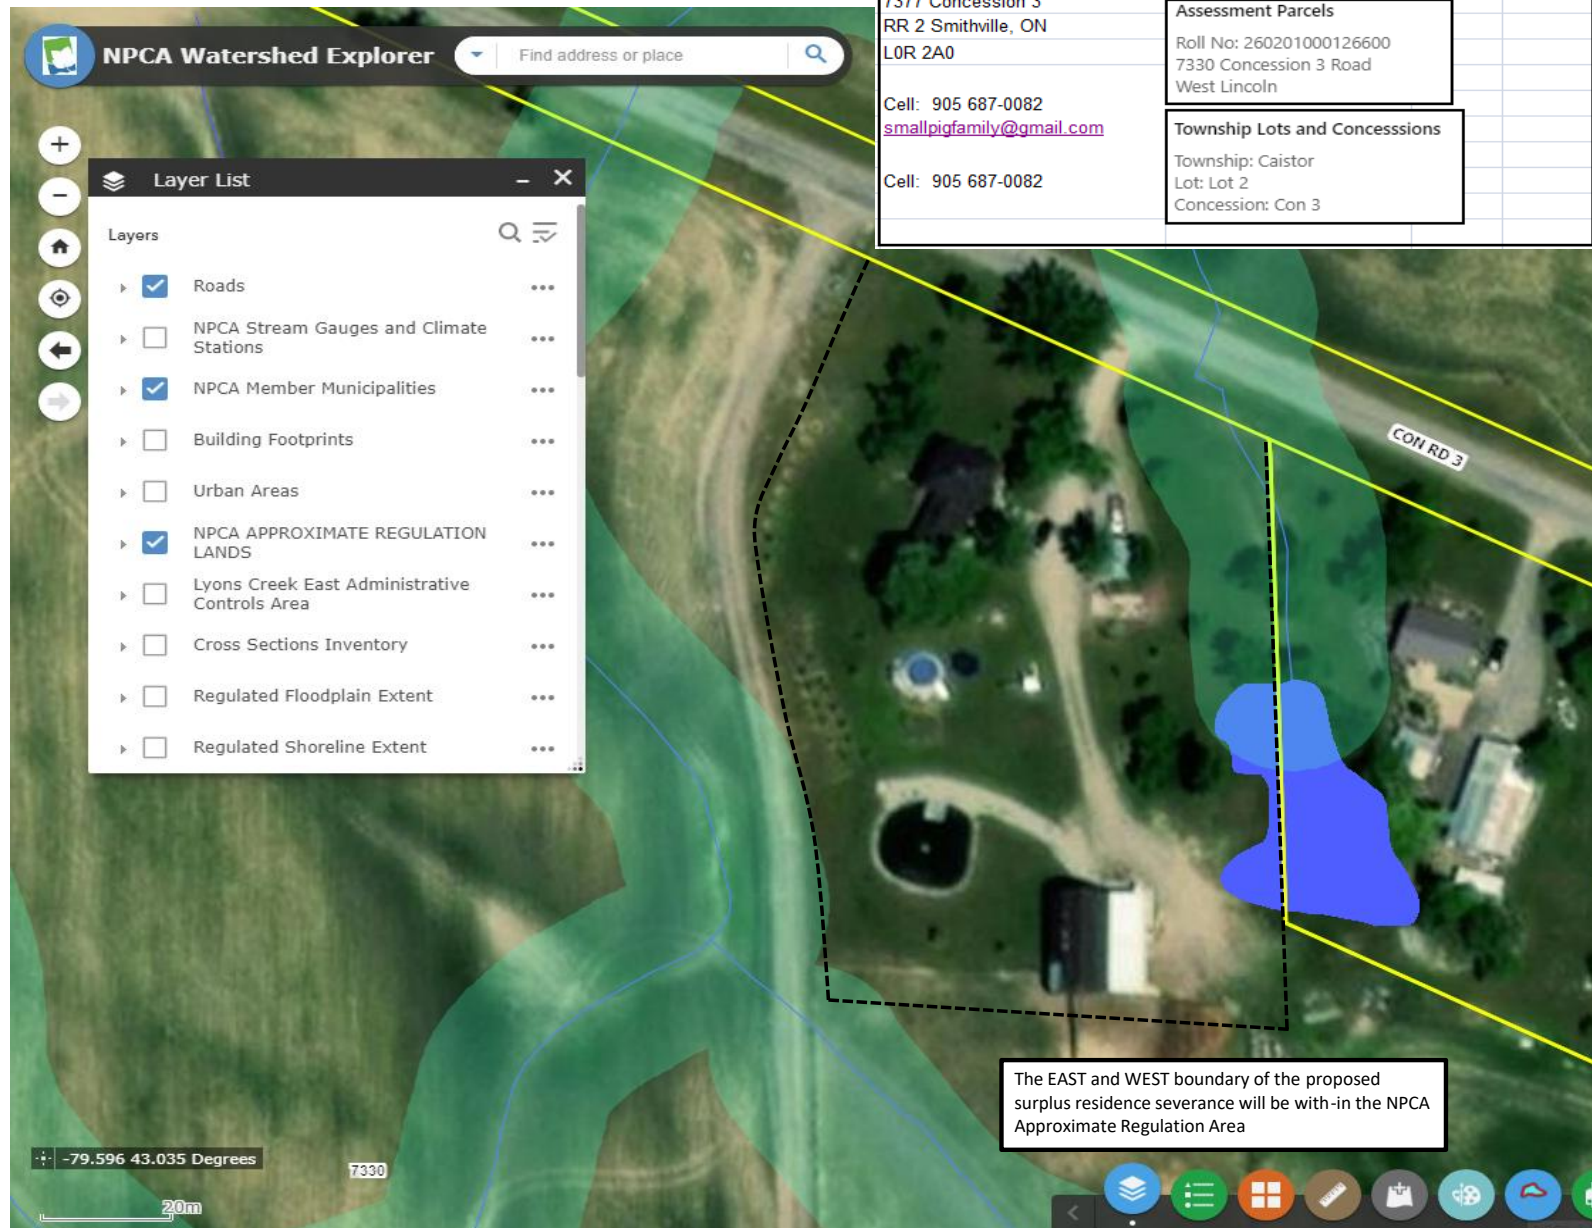 7377 Concession 3
RR 2 Smithville, ON
L0R 2A0
Cell: 905 687-0082
smallpigfamily@gmail.com
Cell: 905 687-0082
Assessment Parcels
Roll No: 260201000126600
7330 Concession 3 Road
West Lincoln
Township Lots and Concesssions
Township: Caistor
Lot: Lot 2
Concession: Con 3
NPCA Watershed Explorer
Find address or place
Layer List
Layers
Roads
NPCA Stream Gauges and Climate
Stations
NPCA Member Municipalities
Building Footprints
Urban Areas
NPCA APPROXIMATE REGULATION
LANDS
Lyons Creek East Administrative
Controls Area
Cross Sections Inventory
Regulated Floodplain Extent
Regulated Shoreline Extent
CON RD 3
The EAST and WEST boundary of the proposed
surplus residence severance will be with-in the NPCA
Approximate Regulation Area
-79.596 43.035 Degrees
7330
20m